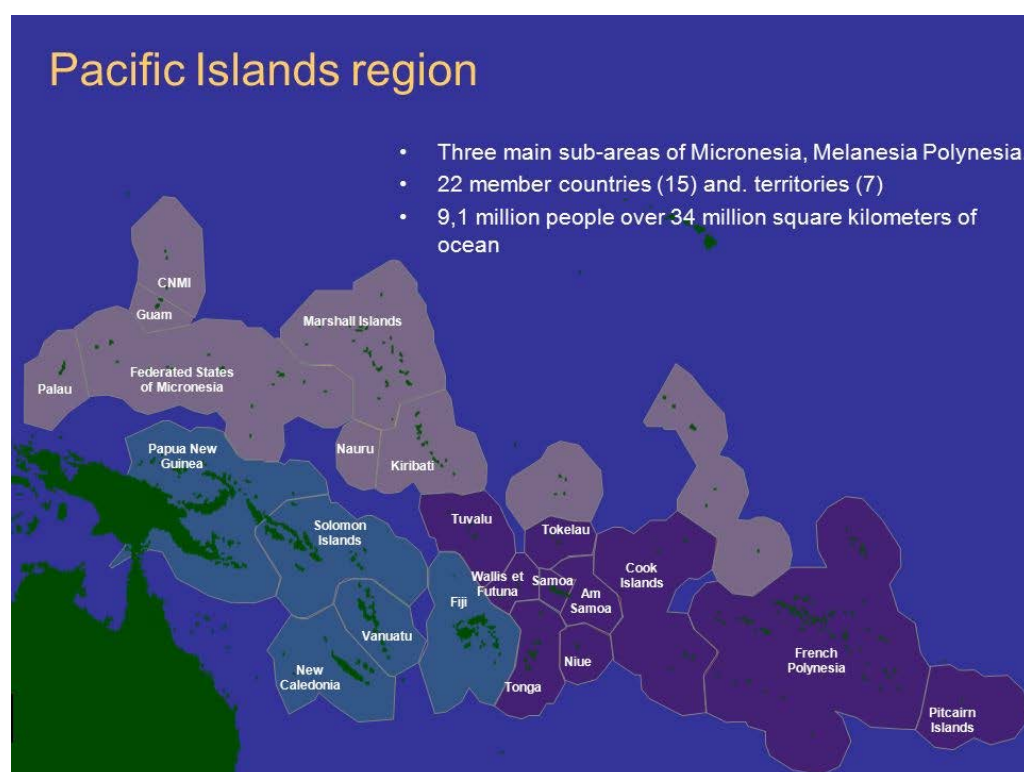 Pacific Islands region
• Three main sub-areas of Micronesia, Melanesia Polynesia
• 22 member countries (15) and. territories (7)
• 9,1 million people over 34 million square kilometers of
ocean
CNMI
Guam
Marshall Islands
Federated States
of Micronesia
Palau
Papua New
Guinea
Nauru
Kiribati
Solomon
Islands
Tuvalu
Tokelau
Cook
Islands
Wallis et
Futuna
Samoa
Am
Samoa
Fiji
Vanuatu
French
Polynesia
Niue
New
Caledonia
Tonga
Pitcairn
Islands